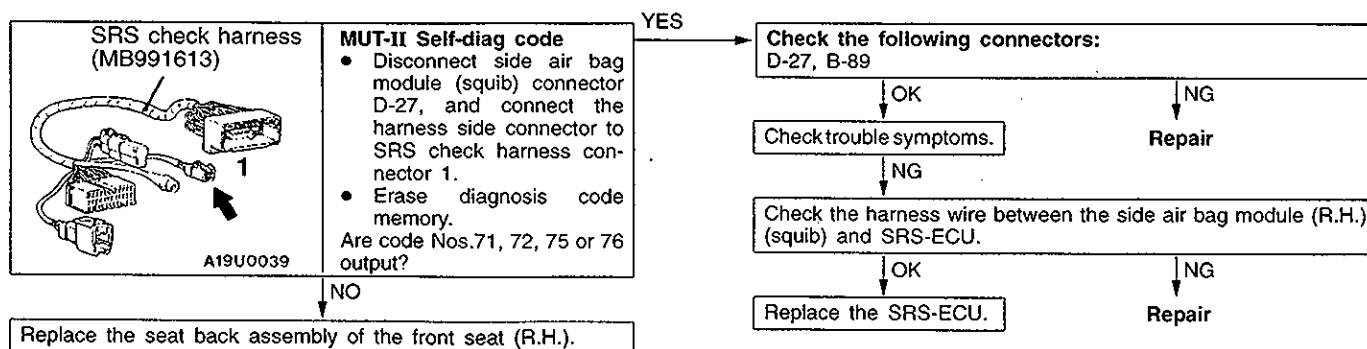 SRS check harness
(MB991613)
1
A19U0039
MUT-II Self-diag code
● Disconnect side air bag
module (squib) connector
D-27, and connect the
harness side connector to
SRS check harness con-
nector 1.
● Erase diagnosis code
memory.
Are code Nos.71, 72, 75 or 76
output?
YES
NO
Replace the seat back assembly of the front seat (R.H.).
Check the following connectors:
D-27, B-89
OK
NG
Check trouble symptoms.
Repair
NG
Check the harness wire between the side air bag module (R.H.)
(squib) and SRS-ECU.
OK
NG
Replace the SRS-ECU.
Repair